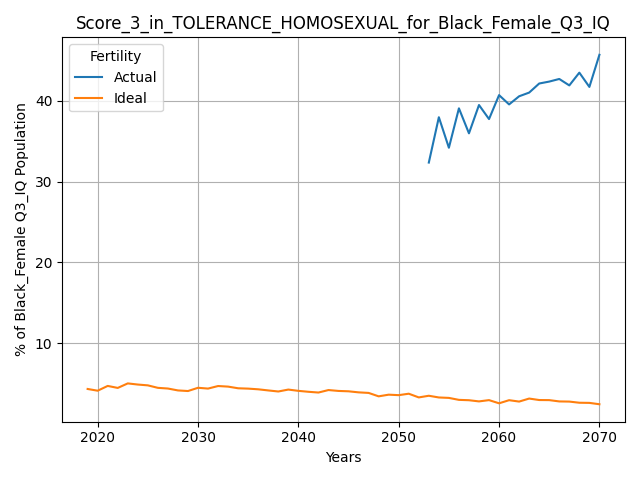 Score_3_in_TOLERANCE_HOMOSEXUAL_for_Black_Female_Q3_IQ
Fertility
Actual
Ideal
% of Black_Female Q3_IQ Population
40
30
20
10
2020 2030 2040 2050 2060 2070
Years